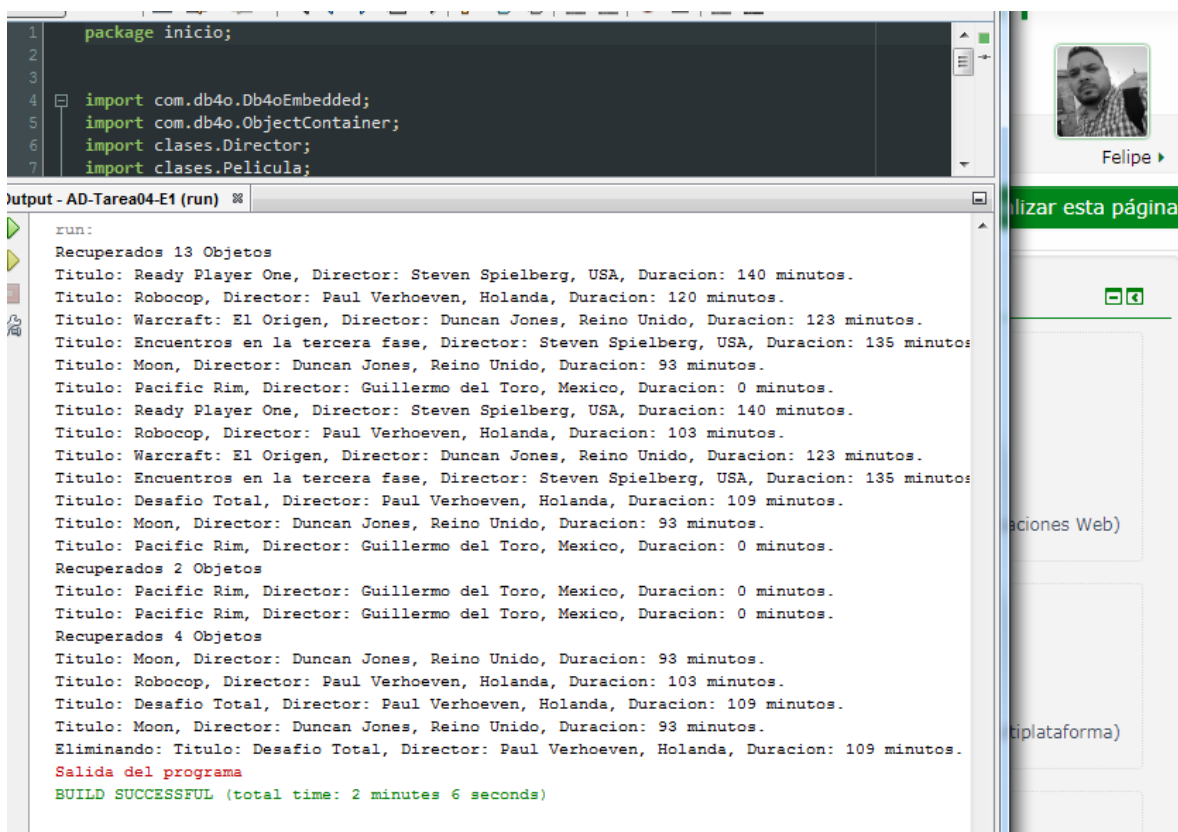 1 package inicio;
2
3
4 import com.db4o.Db4oEmbedded;
5 import com.db4o.ObjectContainer;
6 import clases.Director;
7 import clases.Pelicula;
Output - AD-Tarea04-E1 (run)
run:
Recuperados 13 Objetos
Titulo: Ready Player One, Director: Steven Spielberg, USA, Duracion: 140 minutos.
Titulo: Robocop, Director: Paul Verhoeven, Holanda, Duracion: 120 minutos.
Titulo: Warcraft: El Origen, Director: Duncan Jones, Reino Unido, Duracion: 123 minutos.
Titulo: Encuentros en la tercera fase, Director: Steven Spielberg, USA, Duracion: 135 minutos
Titulo: Moon, Director: Duncan Jones, Reino Unido, Duracion: 93 minutos.
Titulo: Pacific Rim, Director: Guillermo del Toro, Mexico, Duracion: 0 minutos.
Titulo: Ready Player One, Director: Steven Spielberg, USA, Duracion: 140 minutos.
Titulo: Robocop, Director: Paul Verhoeven, Holanda, Duracion: 103 minutos.
Titulo: Warcraft: El Origen, Director: Duncan Jones, Reino Unido, Duracion: 123 minutos.
Titulo: Encuentros en la tercera fase, Director: Steven Spielberg, USA, Duracion: 135 minutos
Titulo: Desafio Total, Director: Paul Verhoeven, Holanda, Duracion: 109 minutos.
Titulo: Moon, Director: Duncan Jones, Reino Unido, Duracion: 93 minutos.
Titulo: Pacific Rim, Director: Guillermo del Toro, Mexico, Duracion: 0 minutos.
Recuperados 2 Objetos
Titulo: Pacific Rim, Director: Guillermo del Toro, Mexico, Duracion: 0 minutos.
Titulo: Pacific Rim, Director: Guillermo del Toro, Mexico, Duracion: 0 minutos.
Recuperados 4 Objetos
Titulo: Moon, Director: Duncan Jones, Reino Unido, Duracion: 93 minutos.
Titulo: Robocop, Director: Paul Verhoeven, Holanda, Duracion: 103 minutos.
Titulo: Desafio Total, Director: Paul Verhoeven, Holanda, Duracion: 109 minutos.
Titulo: Moon, Director: Duncan Jones, Reino Unido, Duracion: 93 minutos.
Eliminando: Titulo: Desafio Total, Director: Paul Verhoeven, Holanda, Duracion: 109 minutos.
Salida del programa
BUILD SUCCESSFUL (total time: 2 minutes 6 seconds)
Felipe
lizar esta página
aciones Web)
tiplataforma)